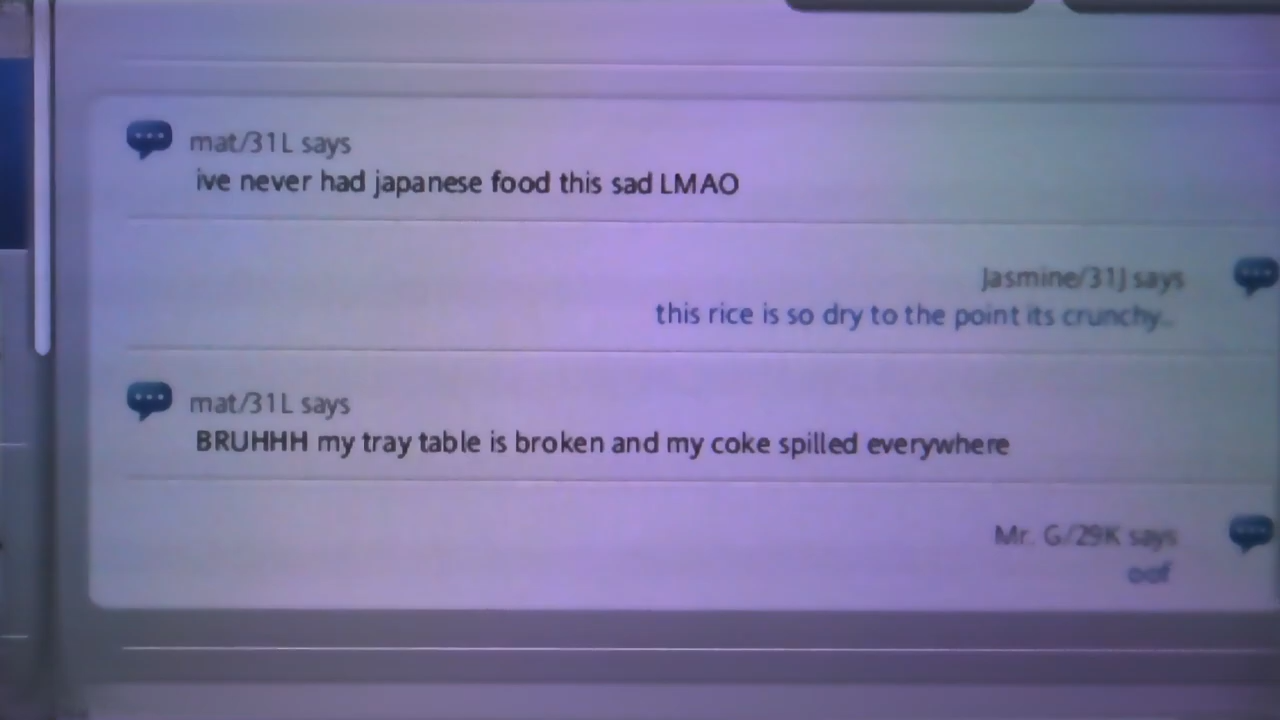 mat/31L says
ive never had japanese food this sad LMAO
Jasmine/31J says
this rice is so dry to the point its crunchy..
mat/31L says
BRUHHH my tray table is broken and my coke spilled everywhere
Mr. G/29K says
oof